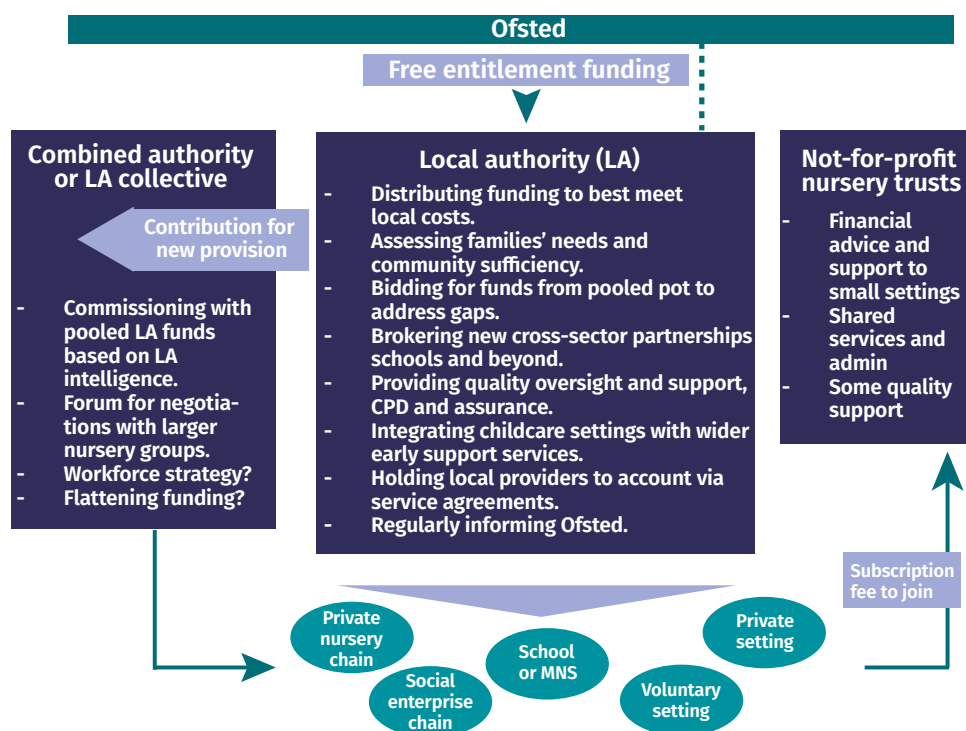 Ofsted
Free entitlement funding
Combined authority
or LA collective
Contribution for
new provision
- Commissioning with
pooled LA funds
based on LA
intelligence.
- Forum for negotia-
tions with larger
nursery groups.
- Workforce strategy?
- Flattening funding?
Local authority (LA)
- Distributing funding to best meet
local costs.
- Assessing families’ needs and
community sufficiency.
- Bidding for funds from pooled pot to
address gaps.
- Brokering new cross-sector partnerships
schools and beyond.
- Providing quality oversight and support,
CPD and assurance.
- Integrating childcare settings with wider
early support services.
- Holding local providers to account via
service agreements.
- Regularly informing Ofsted.
Not-for-profit
nursery trusts
- Financial
advice and
support to
small settings
- Shared
services and
admin
- Some quality
support
Subscription
fee to join
Private
nursery
chain
Social
enterprise
chain
School
or MNS
Voluntary
setting
Private
setting